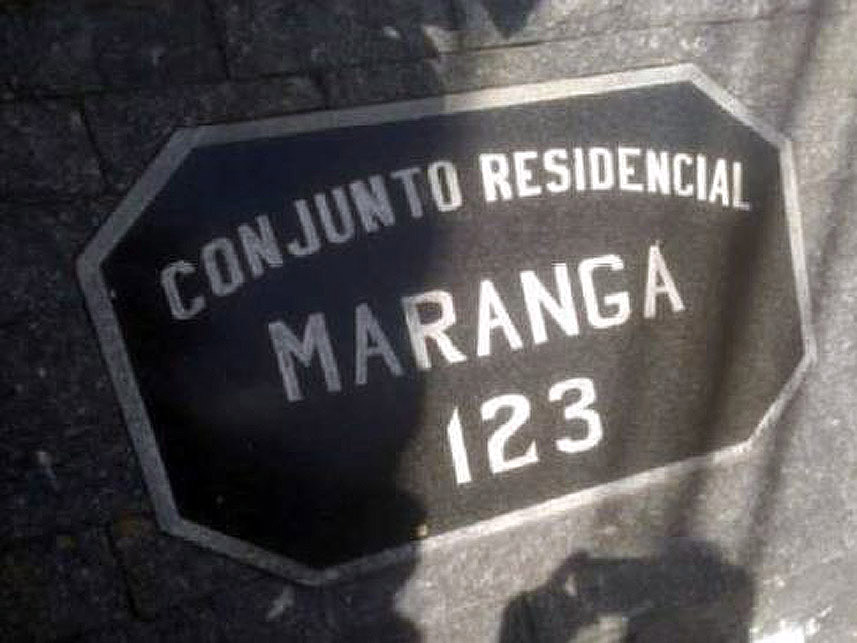 CONJUNTO RESIDENCIAL
MARANGA
123